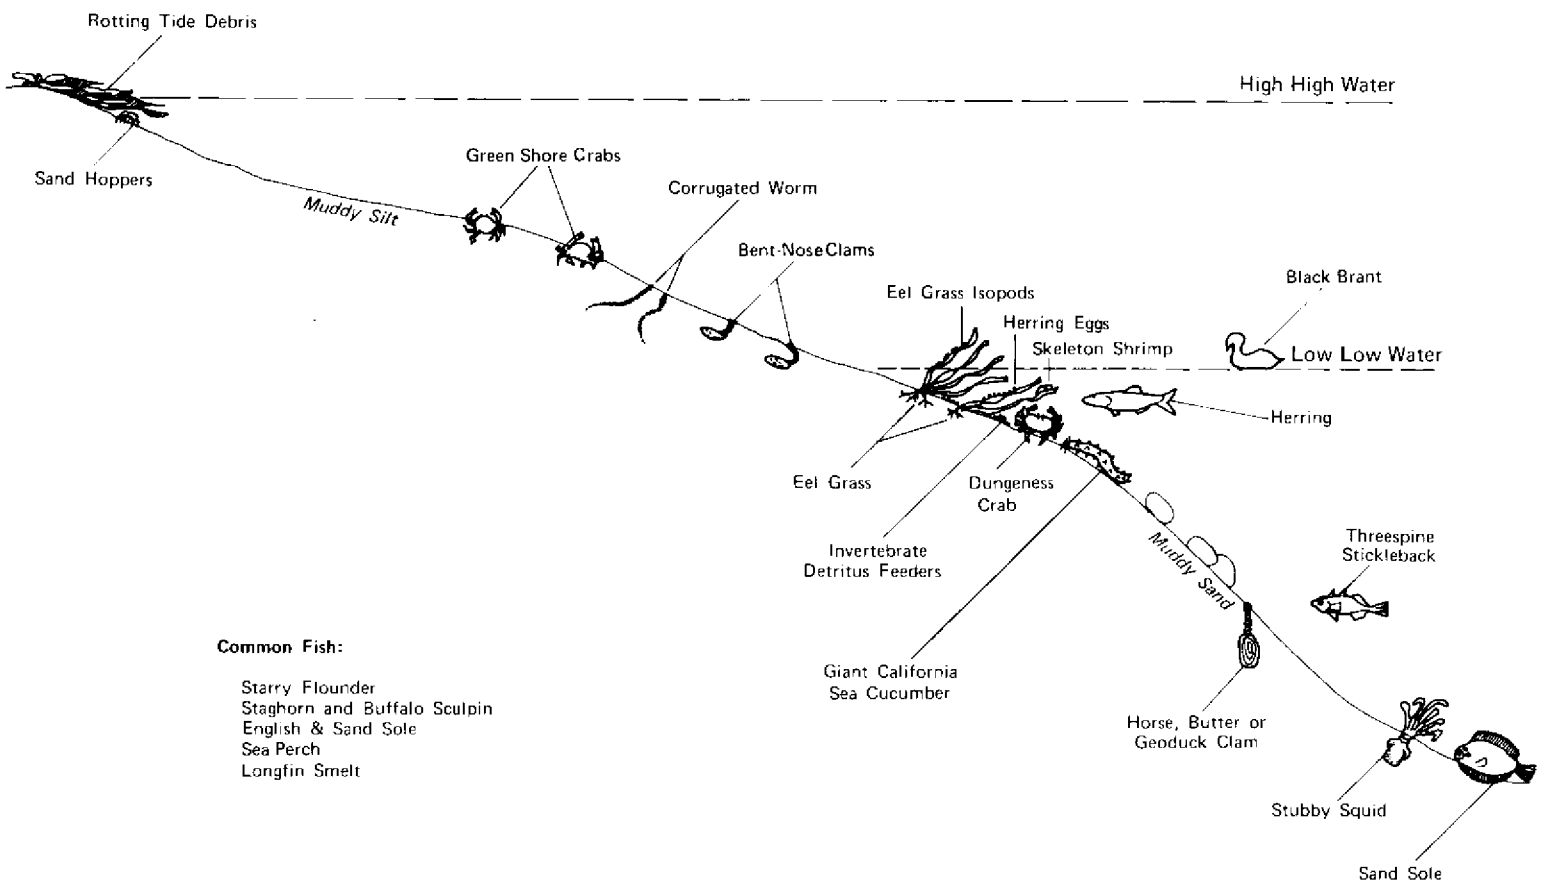 Rotting Tide Debris
High High Water
Sand Hoppers
Green Shore Crabs
Muddy Silt
Corrugated Worm
Bent-Nose Clams
Eel Grass Isopods
Black Brant
Herring Eggs
Skeleton Shrimp
Low Low Water
Herring
Eel Grass
Dungeness
Crab
Invertebrate
Detritus Feeders
Muddy Sand
Threespine
Stickleback
Giant California
Sea Cucumber
Horse, Butter or
Geoduck Clam
Stubby Squid
Sand Sole
Common Fish:
Starry Flounder
Staghorn and Buffalo Sculpin
English & Sand Sole
Sea Perch
Longfin Smelt